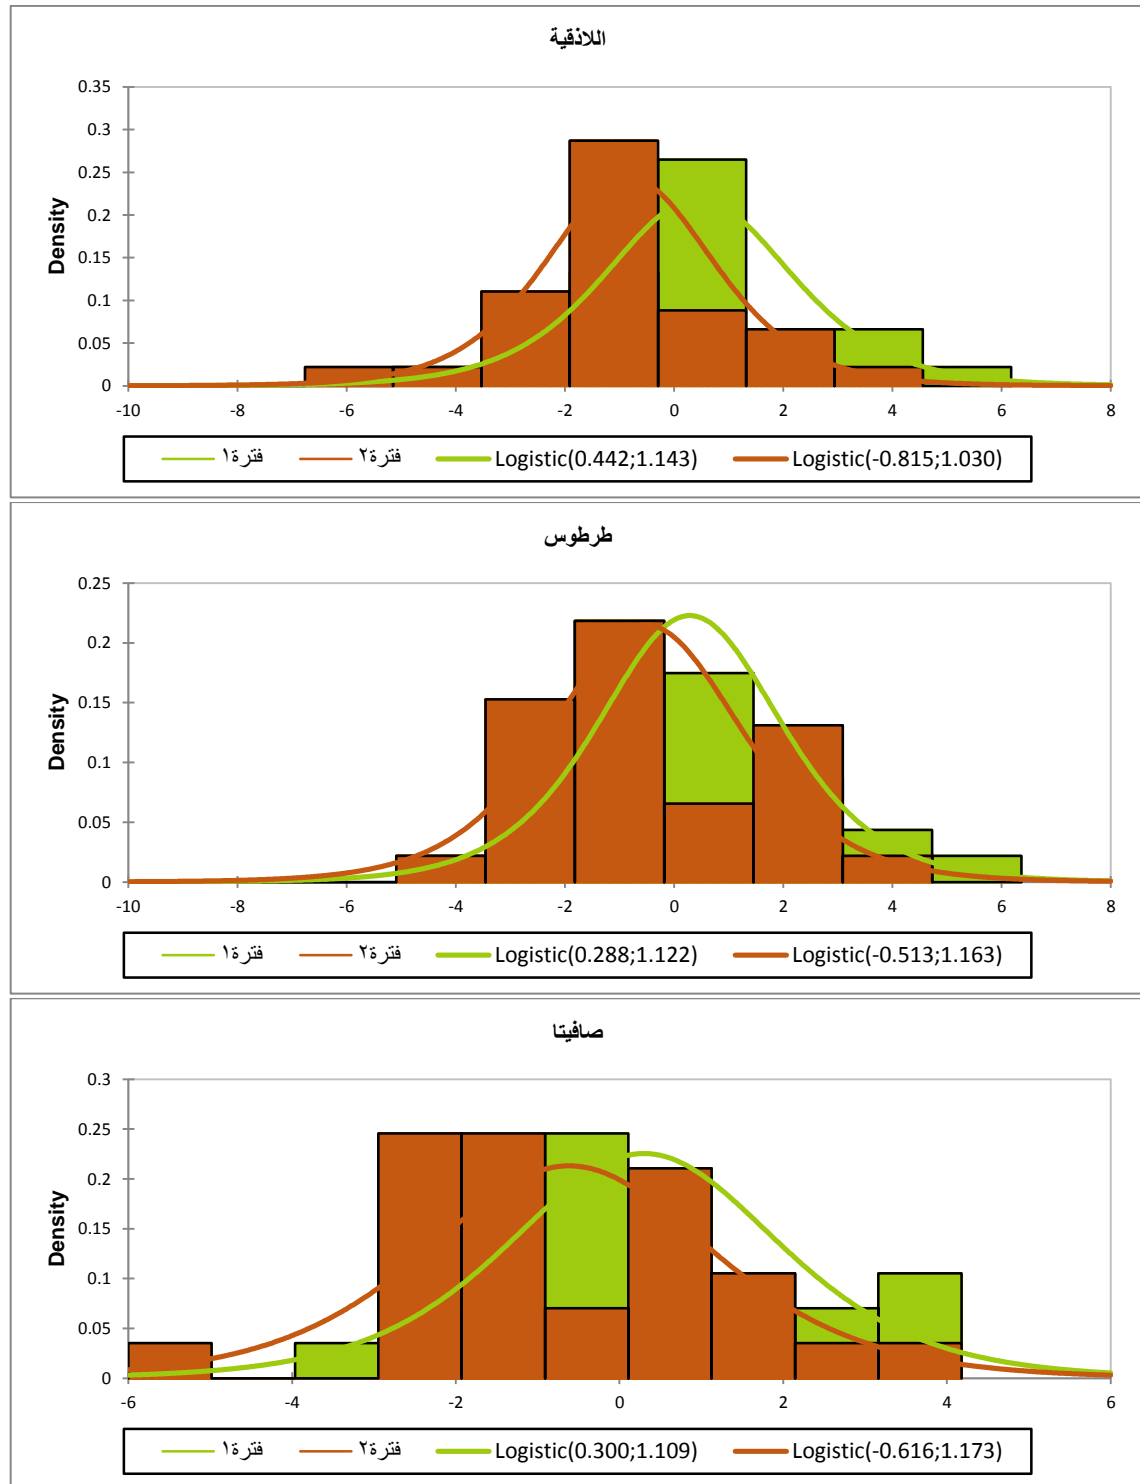 اللاذقية
0.35
0.3
0.25
0.2
0.15
0.1
0.05
0
Density
-10 -8 -6 -4 -2 0 2 4 6 8
فترة١ فترة٢ Logistic(0.442;1.143) Logistic(-0.815;1.030)
طرطوس
0.25
0.2
0.15
0.1
0.05
0
Density
-10 -8 -6 -4 -2 0 2 4 6 8
فترة١ فترة٢ Logistic(0.288;1.122) Logistic(-0.513;1.163)
صافيتا
0.3
0.25
0.2
0.15
0.1
0.05
0
Density
-6 -4 -2 0 2 4 6
فترة١ فترة٢ Logistic(0.300;1.109) Logistic(-0.616;1.173)